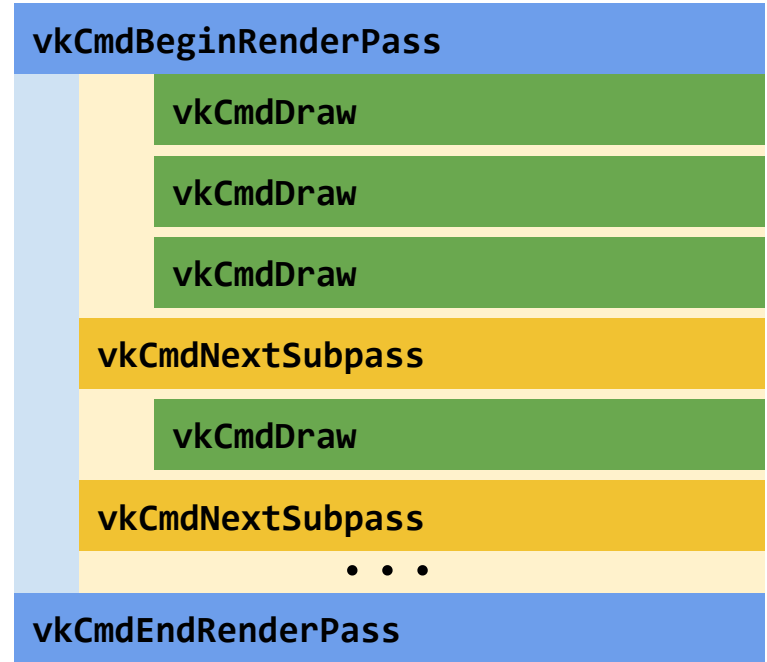 vkCmdBeginRenderPass
vkCmdDraw
vkCmdDraw
vkCmdDraw
vkCmdNextSubpass
vkCmdDraw
vkCmdNextSubpass
• • •
vkCmdEndRenderPass